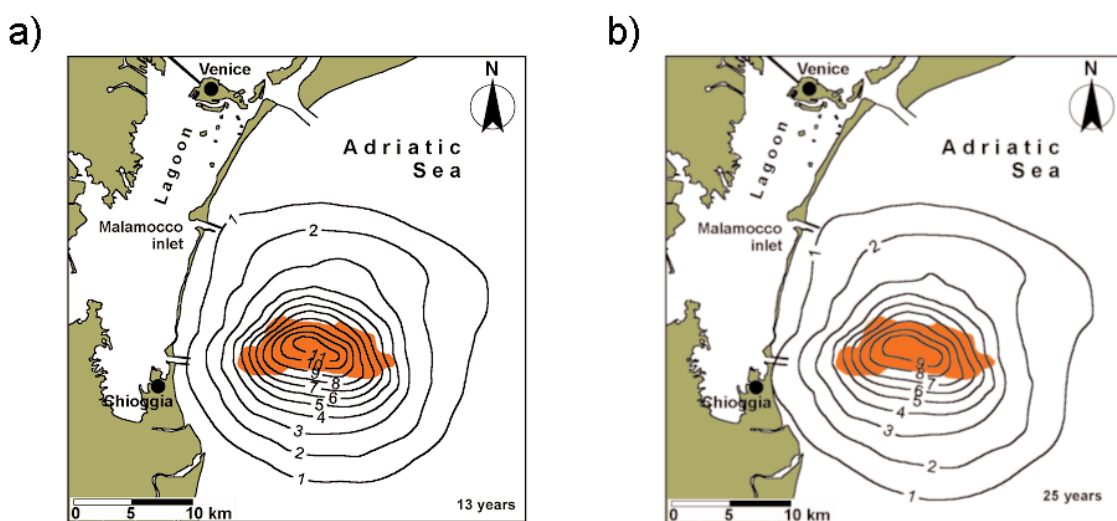 a)
Venice
N
Lagoon
Adriatic
Sea
Malamocco
inlet
1
2
11
10
9
8
7
6
5
4
3
2
1
Chioggia
0 5 10 km
13 years
b)
Venice
N
Lagoon
Adriatic
Sea
Malamocco
inlet
1
2
9
8
7
6
5
4
3
2
1
Chioggia
0 5 10 km
25 years